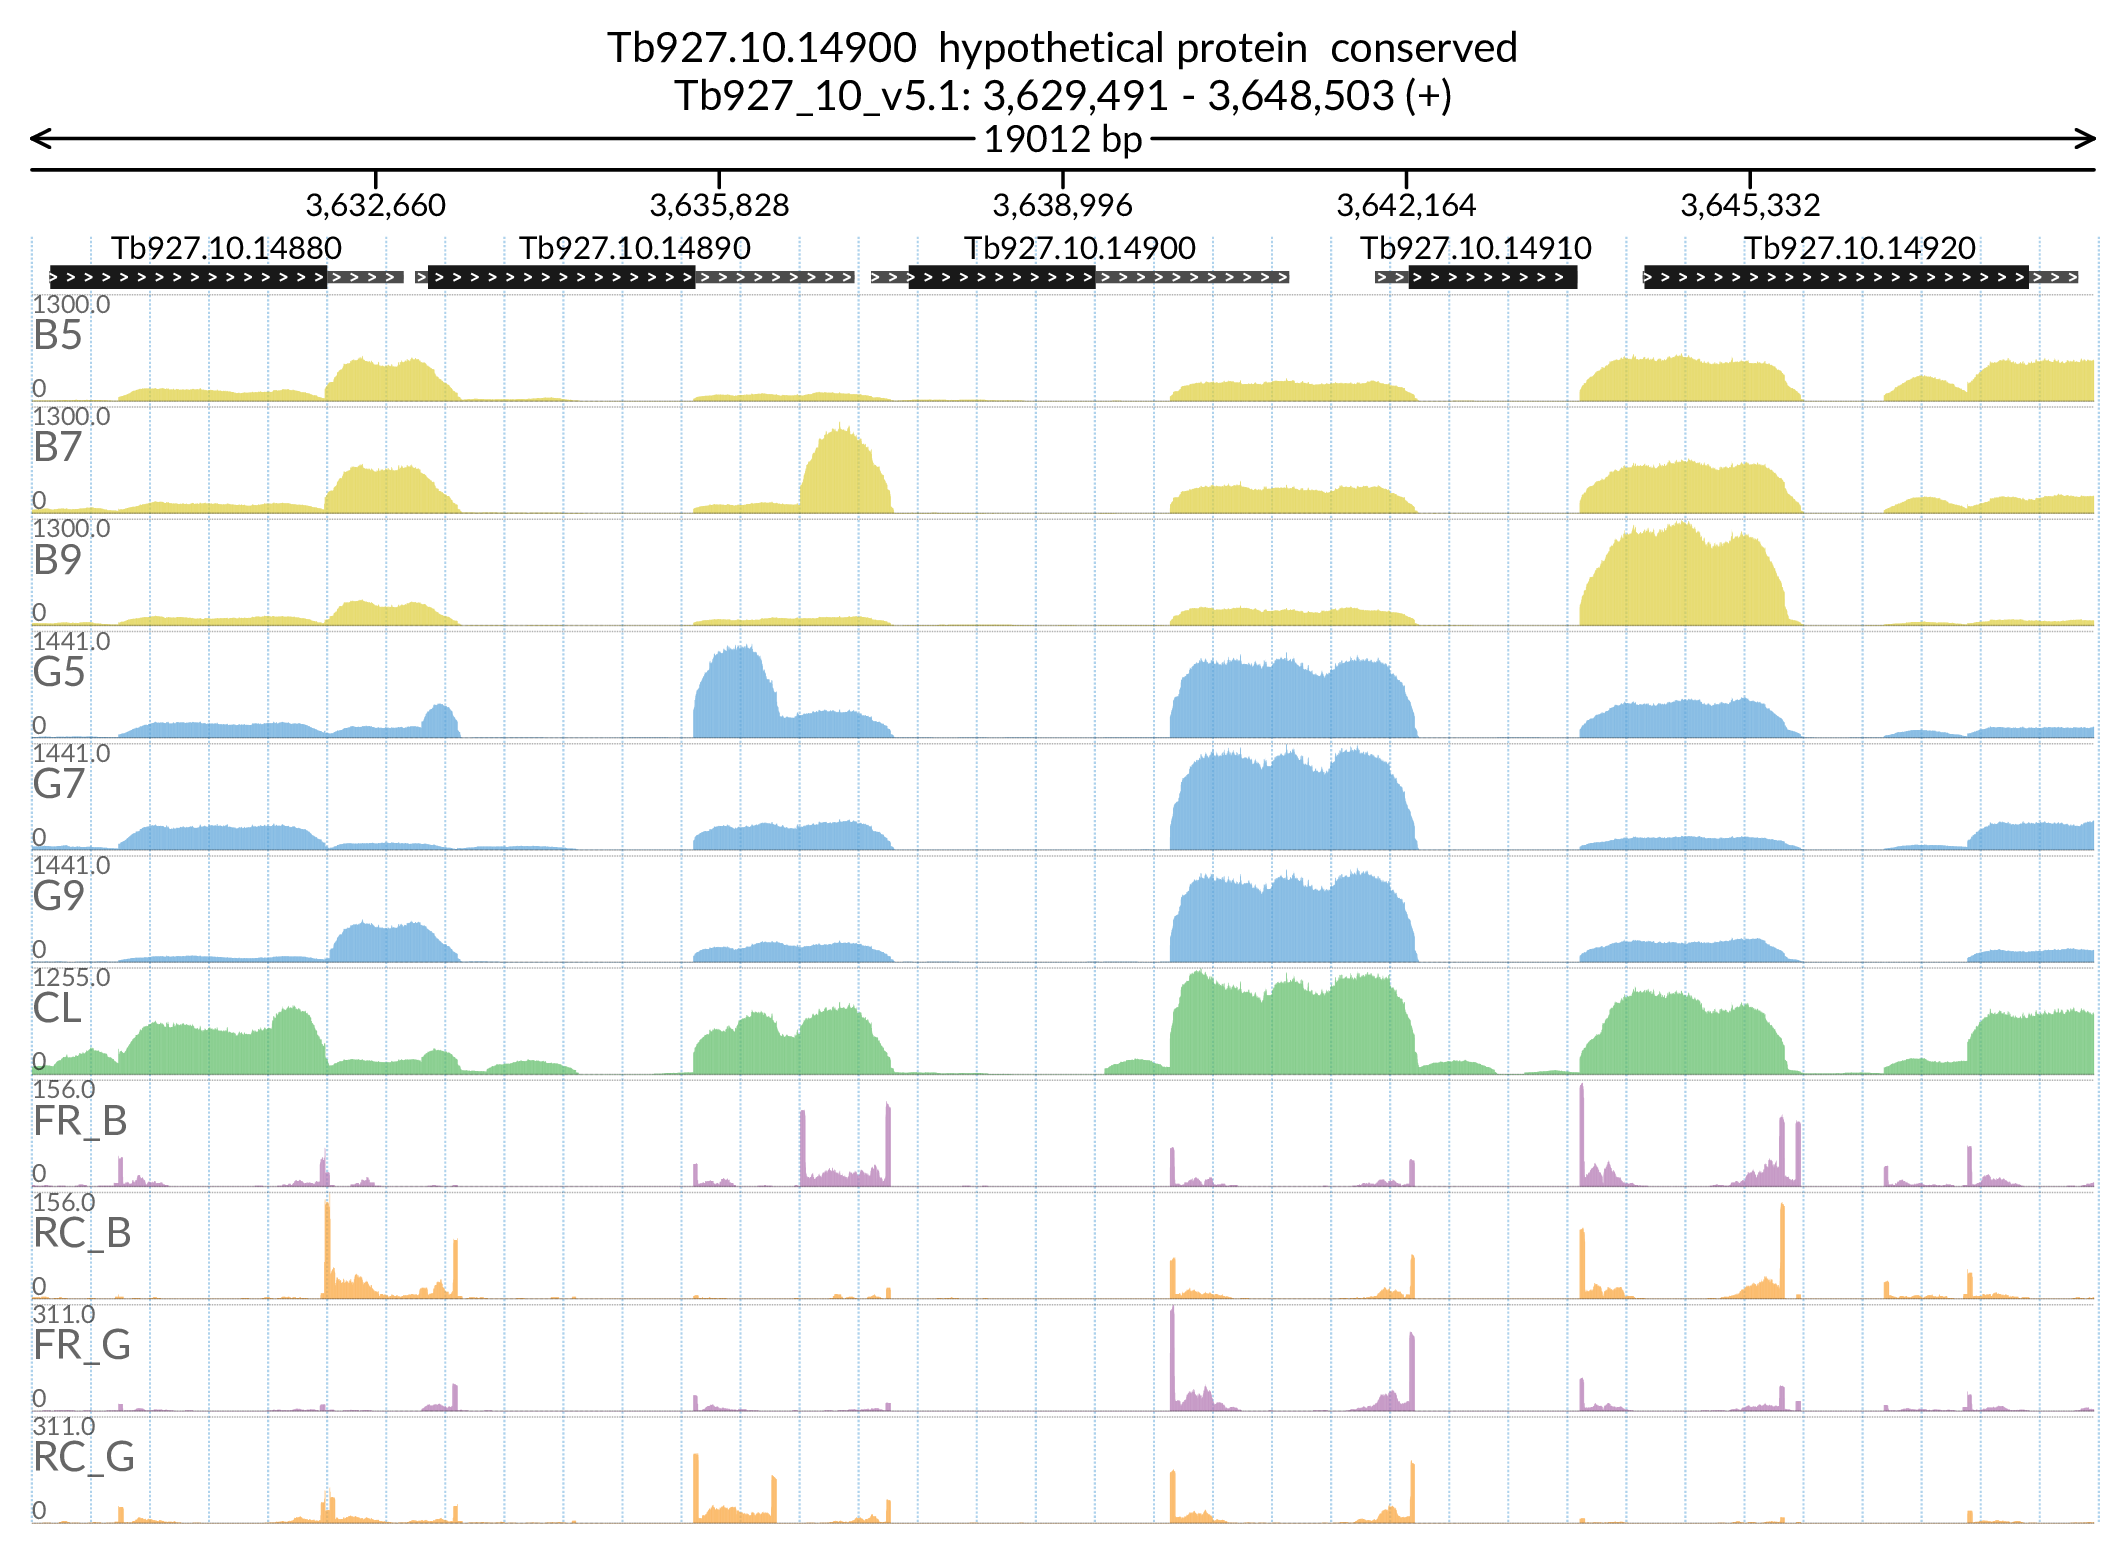 Tb927.10.14900 hypothetical protein conserved
Tb927_10_v5.1: 3,629,491 - 3,648,503 (+)
19012 bp
3,632,660 3,635,828 3,638,996 3,642,164 3,645,332
Tb927.10.14880 Tb927.10.14890 Tb927.10.14900 Tb927.10.14910 Tb927.10.14920
1300.0
B5
0
1300.0
B7
0
1300.0
B9
0
1441.0
G5
0
1441.0
G7
0
1441.0
G9
0
1255.0
CL
0
156.0
FR_B
0
156.0
RC_B
0
311.0
FR_G
0
311.0
RC_G
0